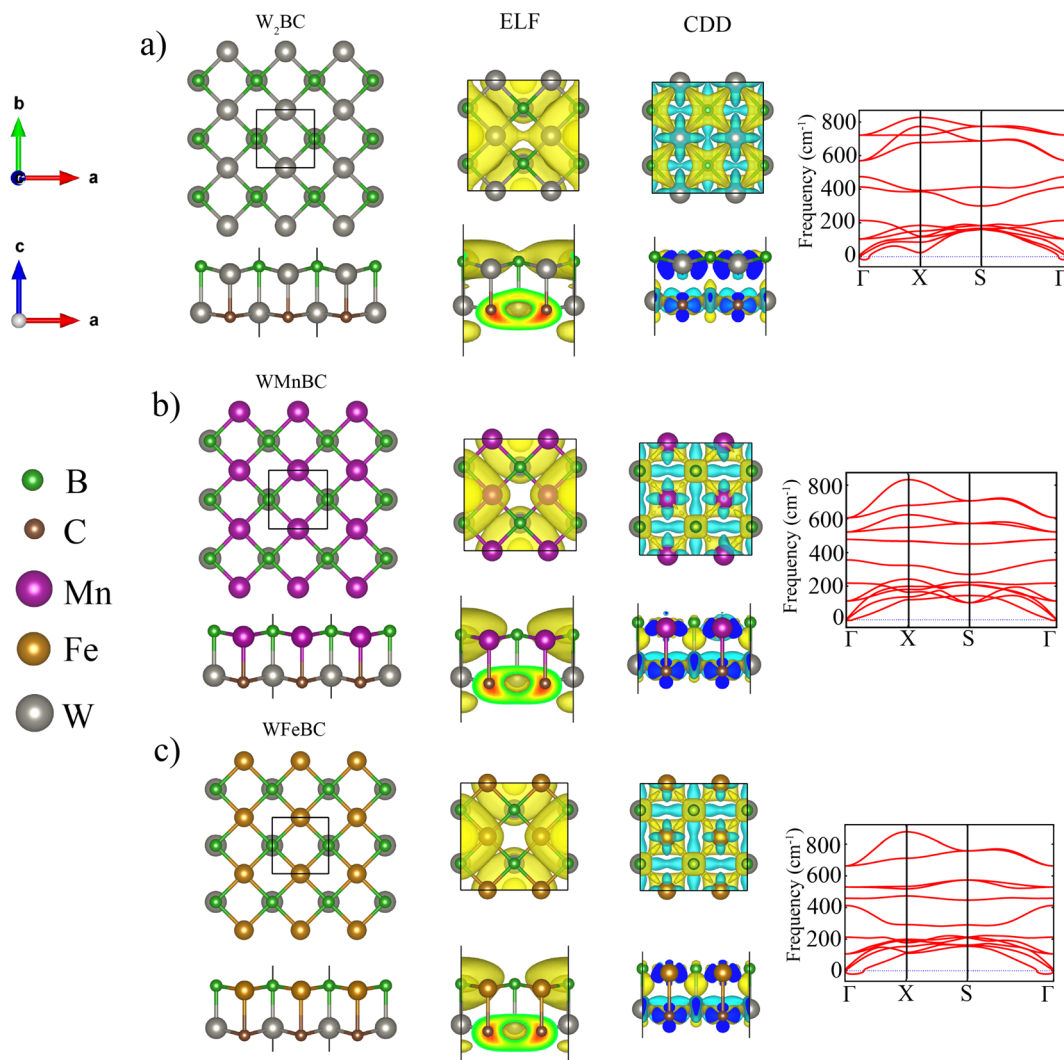 W₂BC ELF CDD
a)
b
a
c
a
Frequency (cm⁻¹)
800
600
400
200
0
Γ X S Γ
WMnBC
b)
Frequency (cm⁻¹)
800
600
400
200
0
Γ X S Γ
B
C
Mn
Fe
W
WFeBC
c)
Frequency (cm⁻¹)
800
600
400
200
0
Γ X S Γ